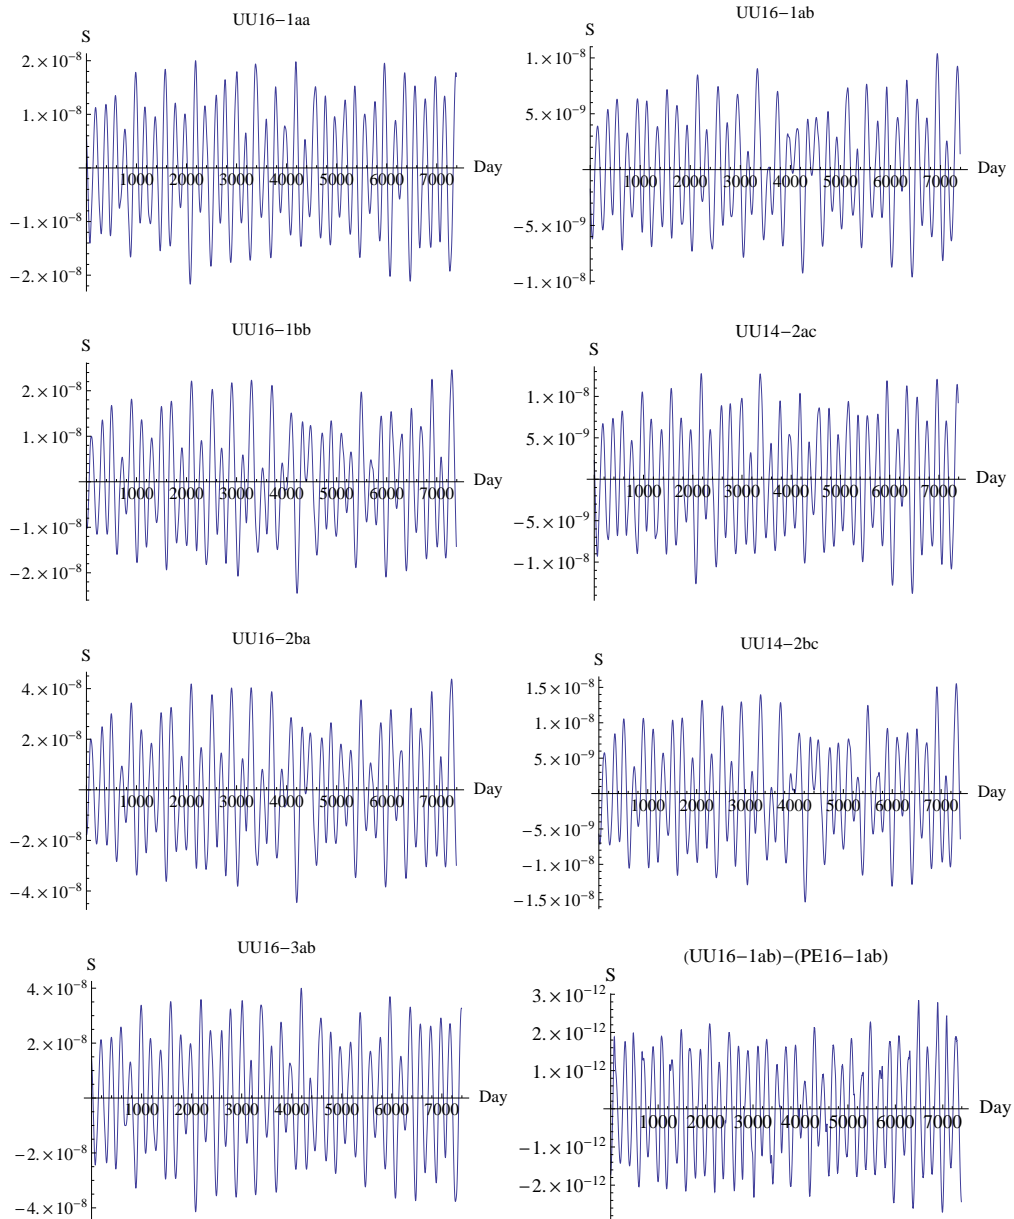 UU16−1aa
S
2.×10⁻⁸
1.×10⁻⁸
1000 2000 3000 4000 5000 6000 7000 Day
−1.×10⁻⁸
−2.×10⁻⁸
UU16−1ab
S
1.×10⁻⁸
5.×10⁻⁹
1000 2000 3000 4000 5000 6000 7000 Day
−5.×10⁻⁹
−1.×10⁻⁸
UU16−1bb
S
2.×10⁻⁸
1.×10⁻⁸
1000 2000 3000 4000 5000 6000 7000 Day
−1.×10⁻⁸
−2.×10⁻⁸
UU14−2ac
S
1.×10⁻⁸
5.×10⁻⁹
1000 2000 3000 4000 5000 6000 7000 Day
−5.×10⁻⁹
−1.×10⁻⁸
UU16−2ba
S
4.×10⁻⁸
2.×10⁻⁸
1000 2000 3000 4000 5000 6000 7000 Day
−2.×10⁻⁸
−4.×10⁻⁸
UU14−2bc
S
1.5×10⁻⁸
1.×10⁻⁸
5.×10⁻⁹
1000 2000 3000 4000 5000 6000 7000 Day
−5.×10⁻⁹
−1.×10⁻⁸
−1.5×10⁻⁸
UU16−3ab
S
4.×10⁻⁸
2.×10⁻⁸
1000 2000 3000 4000 5000 6000 7000 Day
−2.×10⁻⁸
−4.×10⁻⁸
(UU16−1ab)−(PE16−1ab)
S
3.×10⁻¹²
2.×10⁻¹²
1.×10⁻¹²
1000 2000 3000 4000 5000 6000 7000 Day
−1.×10⁻¹²
−2.×10⁻¹²